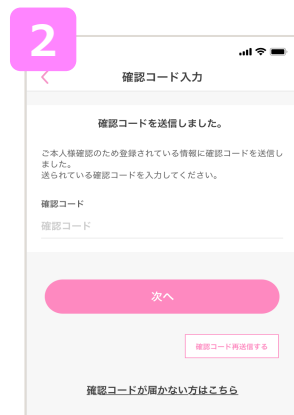 2
確認コード入力
確認コードを送信しました。
ご本人様確認のため登録されている情報に確認コードを送信し
ました。
送られている確認コードを入力してください。
確認コード
確認コード
次へ
確認コード再送信する
確認コードが届かない方はこちら